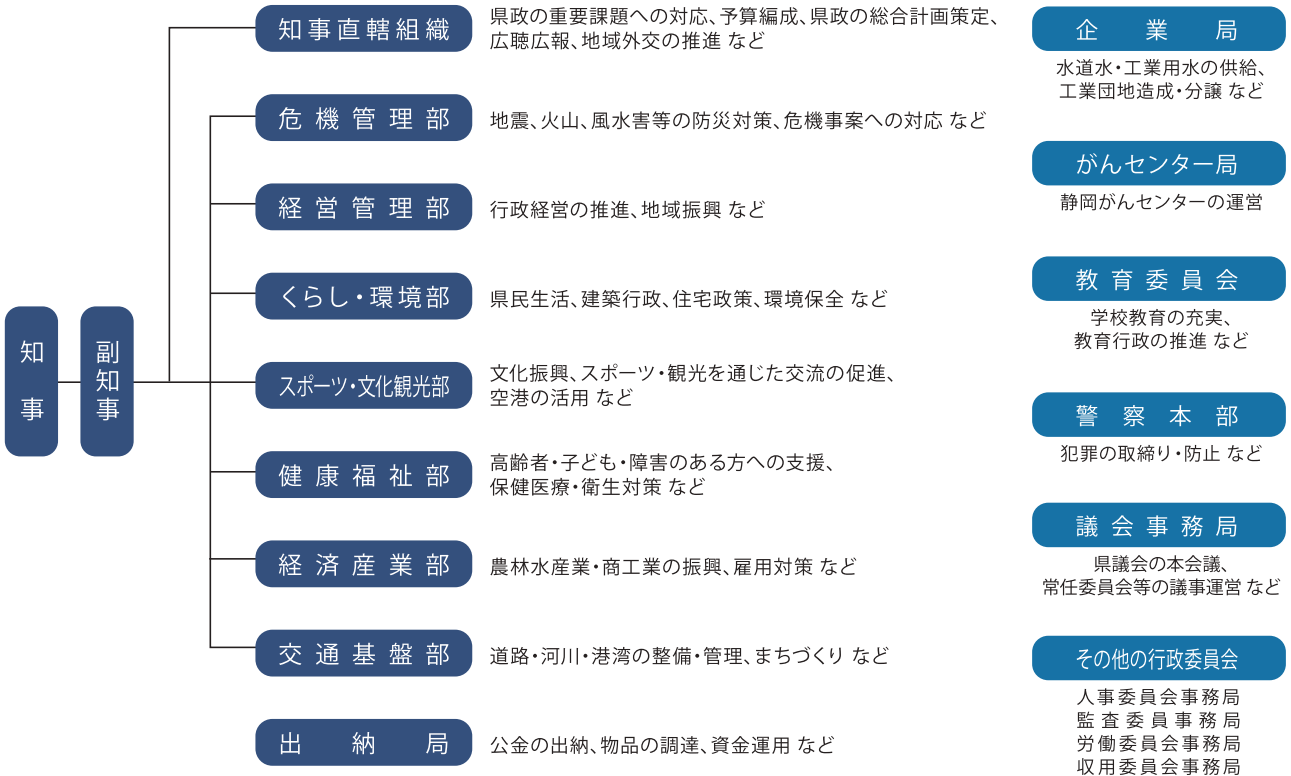 知事
副知事
知事直轄組織
県政の重要課題への対応、予算編成、県政の総合計画策定、
広聴広報、地域外交の推進 など
危機管理部
地震、火山、風水害等の防災対策、危機事案への対応 など
経営管理部
行政経営の推進、地域振興 など
くらし・環境部
県民生活、建築行政、住宅政策、環境保全 など
スポーツ・文化観光部
文化振興、スポーツ・観光を通じた交流の促進、
空港の活用 など
健康福祉部
高齢者・子ども・障害のある方への支援、
保健医療・衛生対策 など
経済産業部
農林水産業・商工業の振興、雇用対策 など
交通基盤部
道路・河川・港湾の整備・管理、まちづくり など
出納局
公金の出納、物品の調達、資金運用 など
企業局
水道水・工業用水の供給、
工業団地造成・分譲 など
がんセンター局
静岡がんセンターの運営
教育委員会
学校教育の充実、
教育行政の推進 など
警察本部
犯罪の取締り・防止 など
議会事務局
県議会の本会議、
常任委員会等の議事運営 など
その他の行政委員会
人事委員会事務局
監査委員事務局
労働委員会事務局
収用委員会事務局